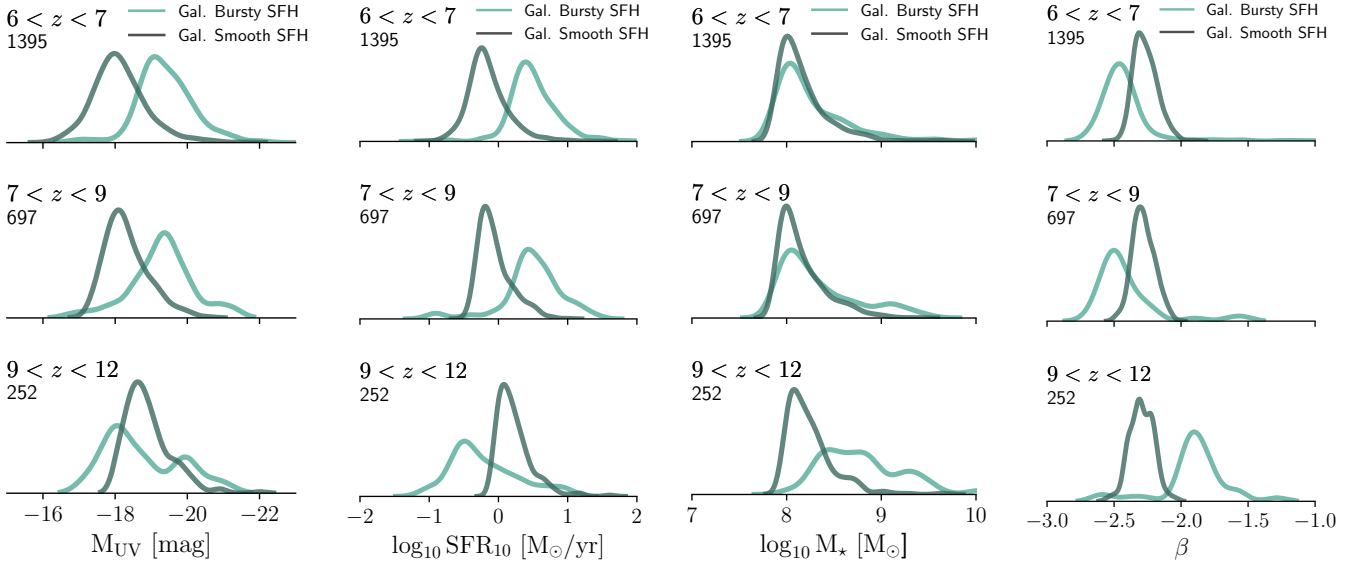 6 < z < 7
1395
Gal. Bursty SFH
Gal. Smooth SFH
6 < z < 7
1395
Gal. Bursty SFH
Gal. Smooth SFH
6 < z < 7
1395
Gal. Bursty SFH
Gal. Smooth SFH
6 < z < 7
1395
Gal. Bursty SFH
Gal. Smooth SFH
7 < z < 9
697
7 < z < 9
697
7 < z < 9
697
7 < z < 9
697
9 < z < 12
252
9 < z < 12
252
9 < z < 12
252
9 < z < 12
252
−16 −18 −20 −22
M_UV [mag]
−2 −1 0 1 2
log₁₀ SFR₁₀ [M⊙/yr]
7 8 9 10
log₁₀ M⋆ [M⊙]
−3.0 −2.5 −2.0 −1.5 −1.0
β